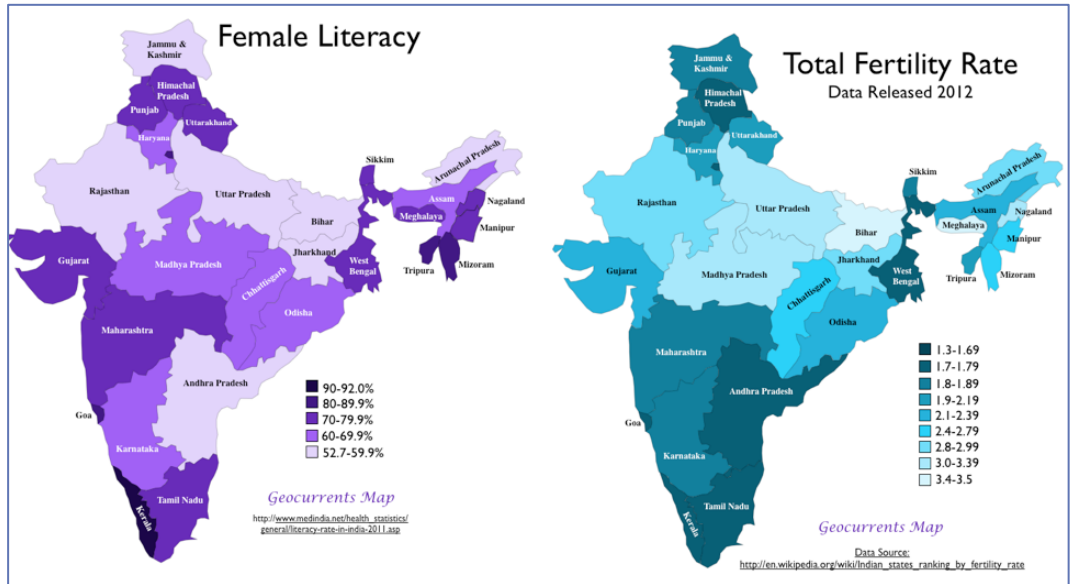 Female Literacy
Jammu &
Kashmir
Himachal
Pradesh
Punjab
Uttarakhand
Haryana
Rajasthan
Uttar Pradesh
Bihar
Sikkim
Arunachal Pradesh
Assam
Nagaland
Meghalaya
Manipur
Tripura
Mizoram
Jharkhand
West
Bengal
Gujarat
Madhya Pradesh
Chhattisgarh
Odisha
Maharashtra
Andhra Pradesh
Goa
Karnataka
Kerala
Tamil Nadu
90-92.0%
80-89.9%
70-79.9%
60-69.9%
52.7-59.9%
Geocurrents Map
http://www.medindia.net/health_statistics/
general/literacy-rate-in-india-2011.asp
Total Fertility Rate
Data Released 2012
Jammu &
Kashmir
Himachal
Pradesh
Punjab
Uttarakhand
Haryana
Rajasthan
Uttar Pradesh
Bihar
Sikkim
Arunachal Pradesh
Assam
Nagaland
Meghalaya
Manipur
Tripura
Mizoram
Jharkhand
West
Bengal
Gujarat
Madhya Pradesh
Chhattisgarh
Odisha
Maharashtra
Andhra Pradesh
Goa
Karnataka
Kerala
Tamil Nadu
1.3-1.69
1.7-1.79
1.8-1.89
1.9-2.19
2.1-2.39
2.4-2.79
2.8-2.99
3.0-3.39
3.4-3.5
Geocurrents Map
Data Source:
http://en.wikipedia.org/wiki/Indian_states_ranking_by_fertility_rate